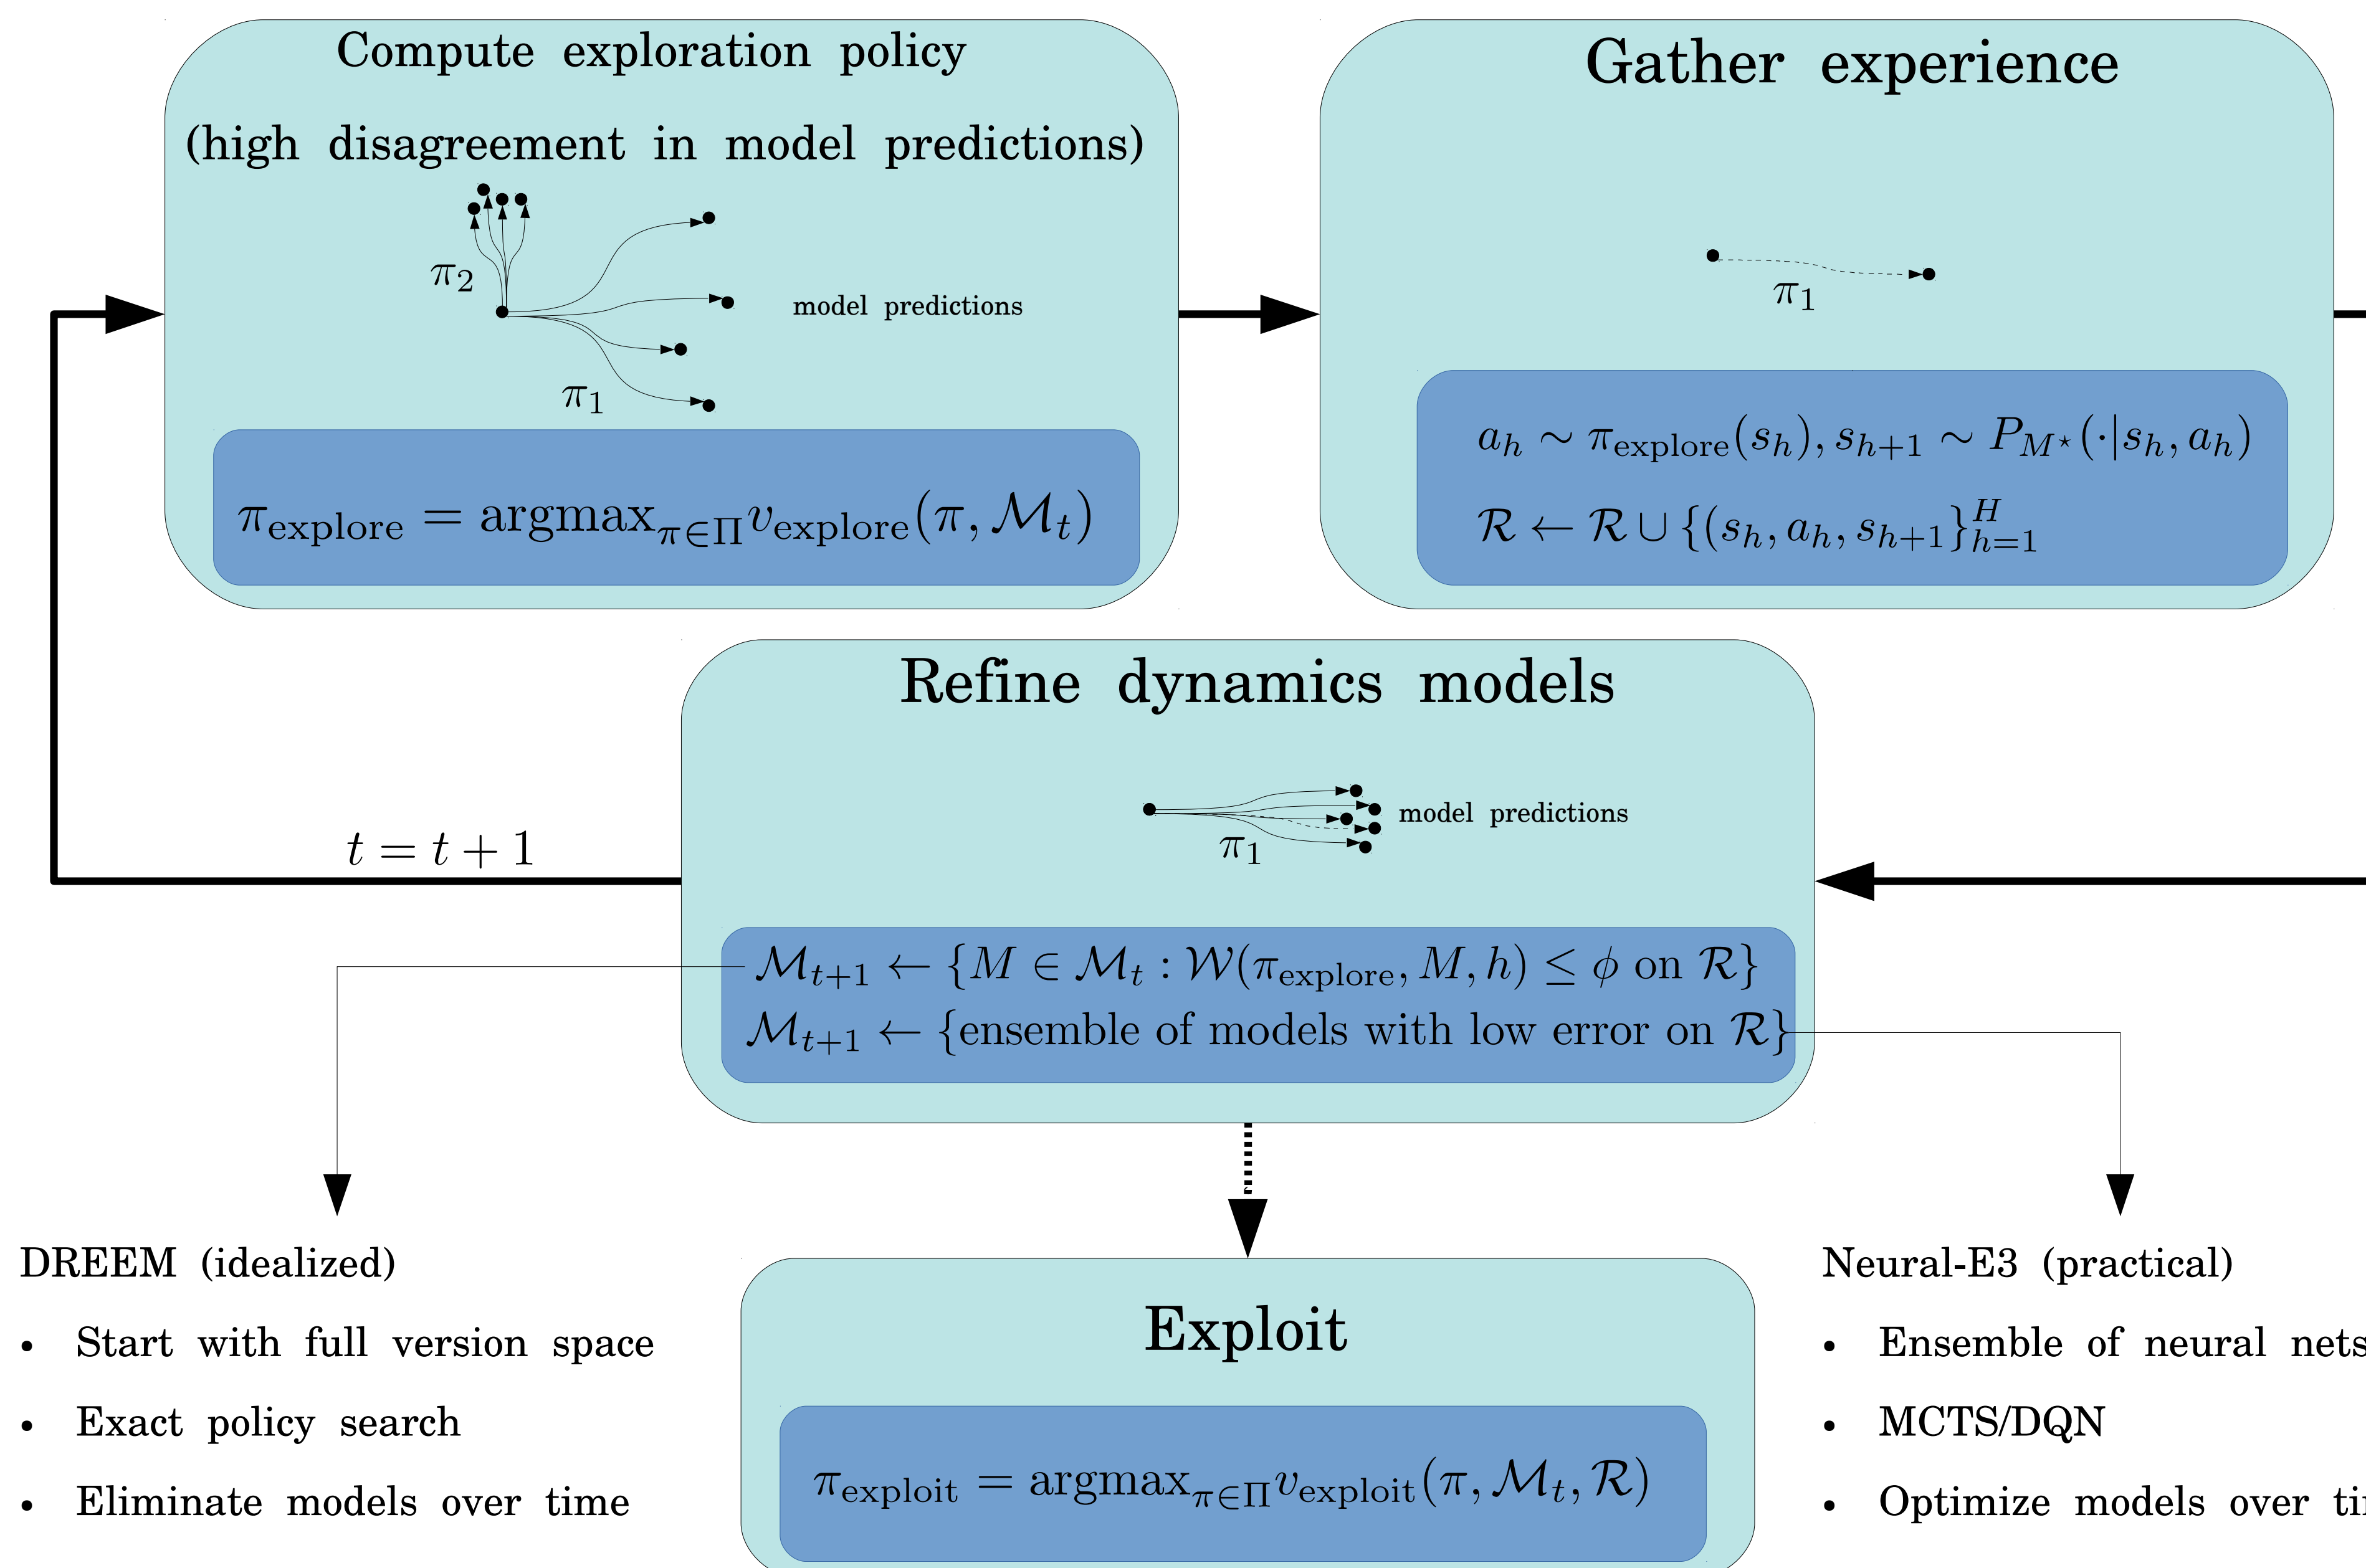 Compute exploration policy
(high disagreement in model predictions)
π₂
model predictions
π₁
π_explore = argmax_{π∈Π} v_explore(π, ℳ_t)
Gather experience
π₁
a_h ∼ π_explore(s_h), s_{h+1} ∼ P_{M⋆}(·|s_h, a_h)
ℛ ← ℛ ∪ {(s_h, a_h, s_{h+1}}_{h=1}^H
Refine dynamics models
model predictions
π₁
t = t + 1
ℳ_{t+1} ← {M ∈ ℳ_t : 𝒲(π_explore, M, h) ≤ ϕ on ℛ}
ℳ_{t+1} ← {ensemble of models with low error on ℛ}
DREEM (idealized)
• Start with full version space
• Exact policy search
• Eliminate models over time
Exploit
π_exploit = argmax_{π∈Π} v_exploit(π, ℳ_t, ℛ)
Neural-E3 (practical)
• Ensemble of neural nets
• MCTS/DQN
• Optimize models over